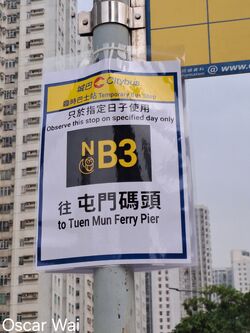 城巴 Citybus
臨時巴士站 Temporary Bus Stop
只於指定日子使用
Observe this stop on specified day only
NB3
往 屯門碼頭
to Tuen Mun Ferry Pier
Oscar Wai